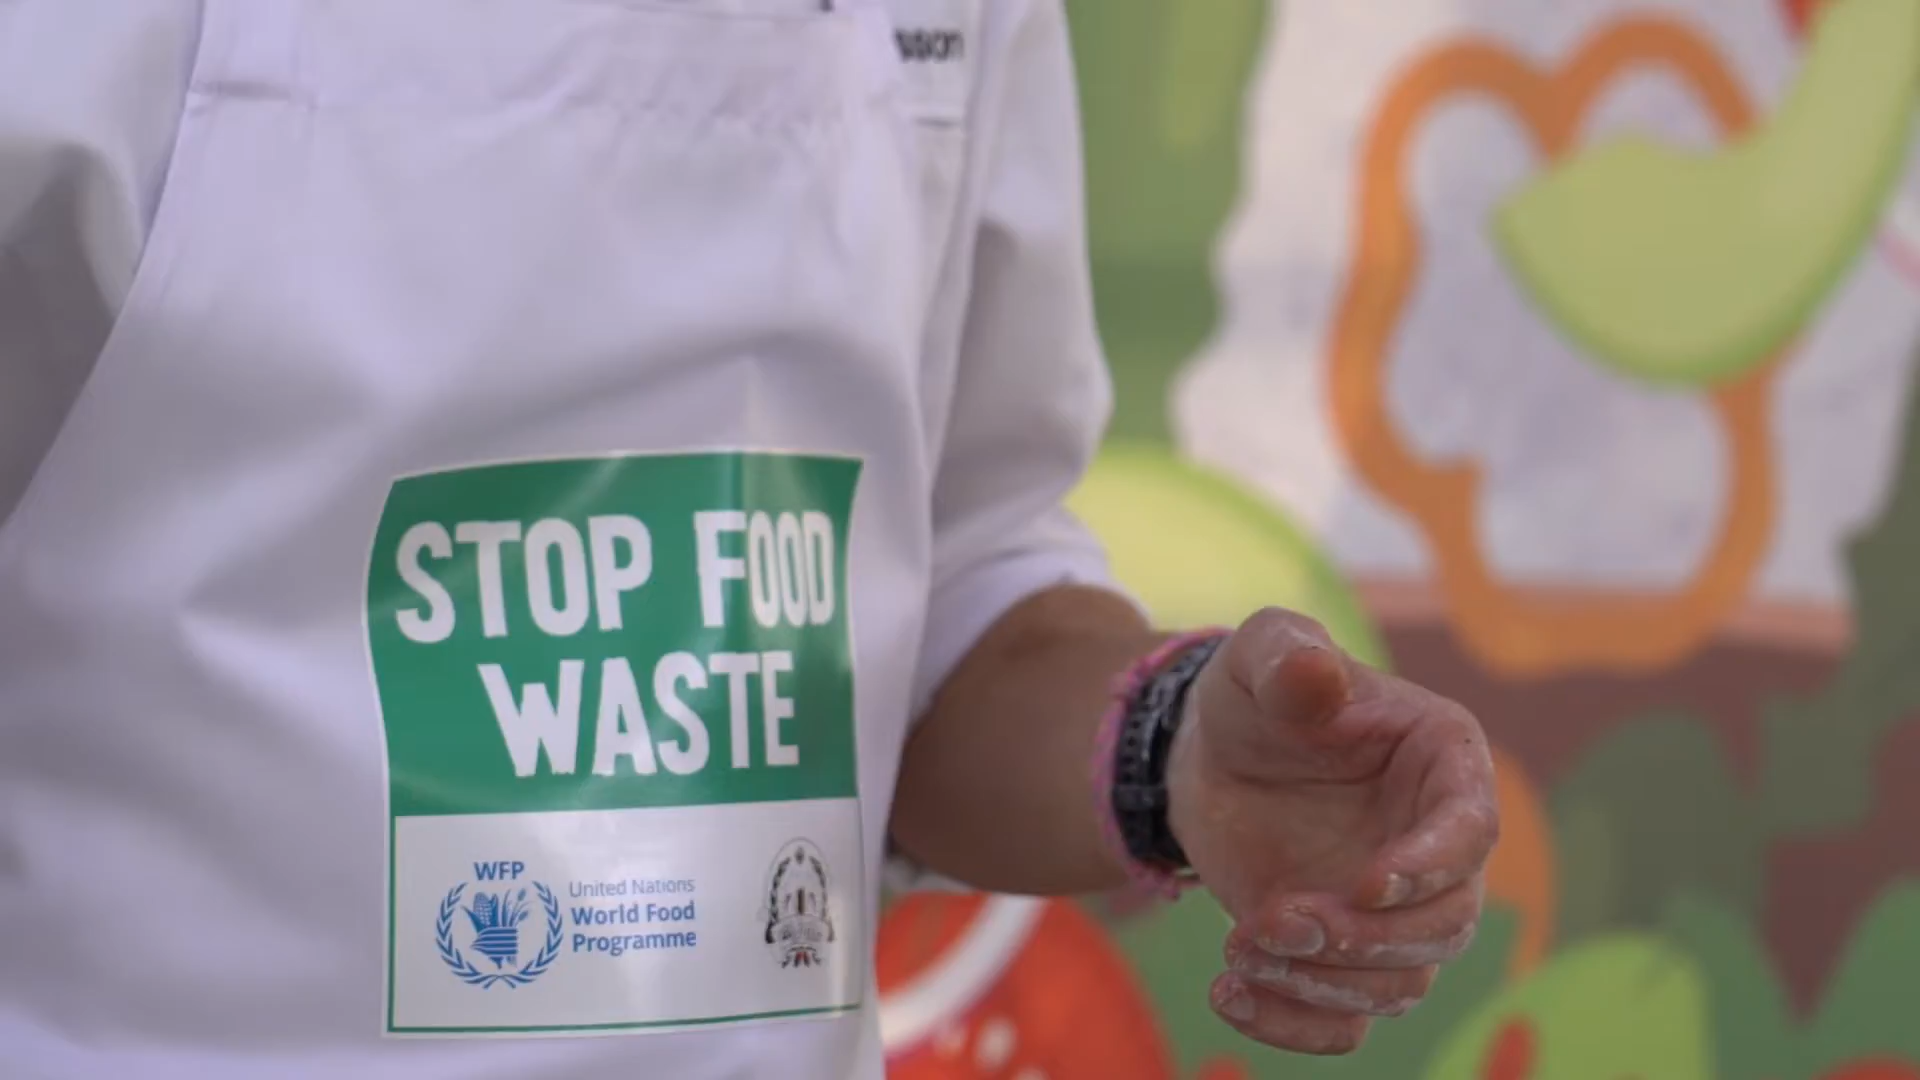 STOP FOOD
WASTE
WFP
United Nations
World Food
Programme